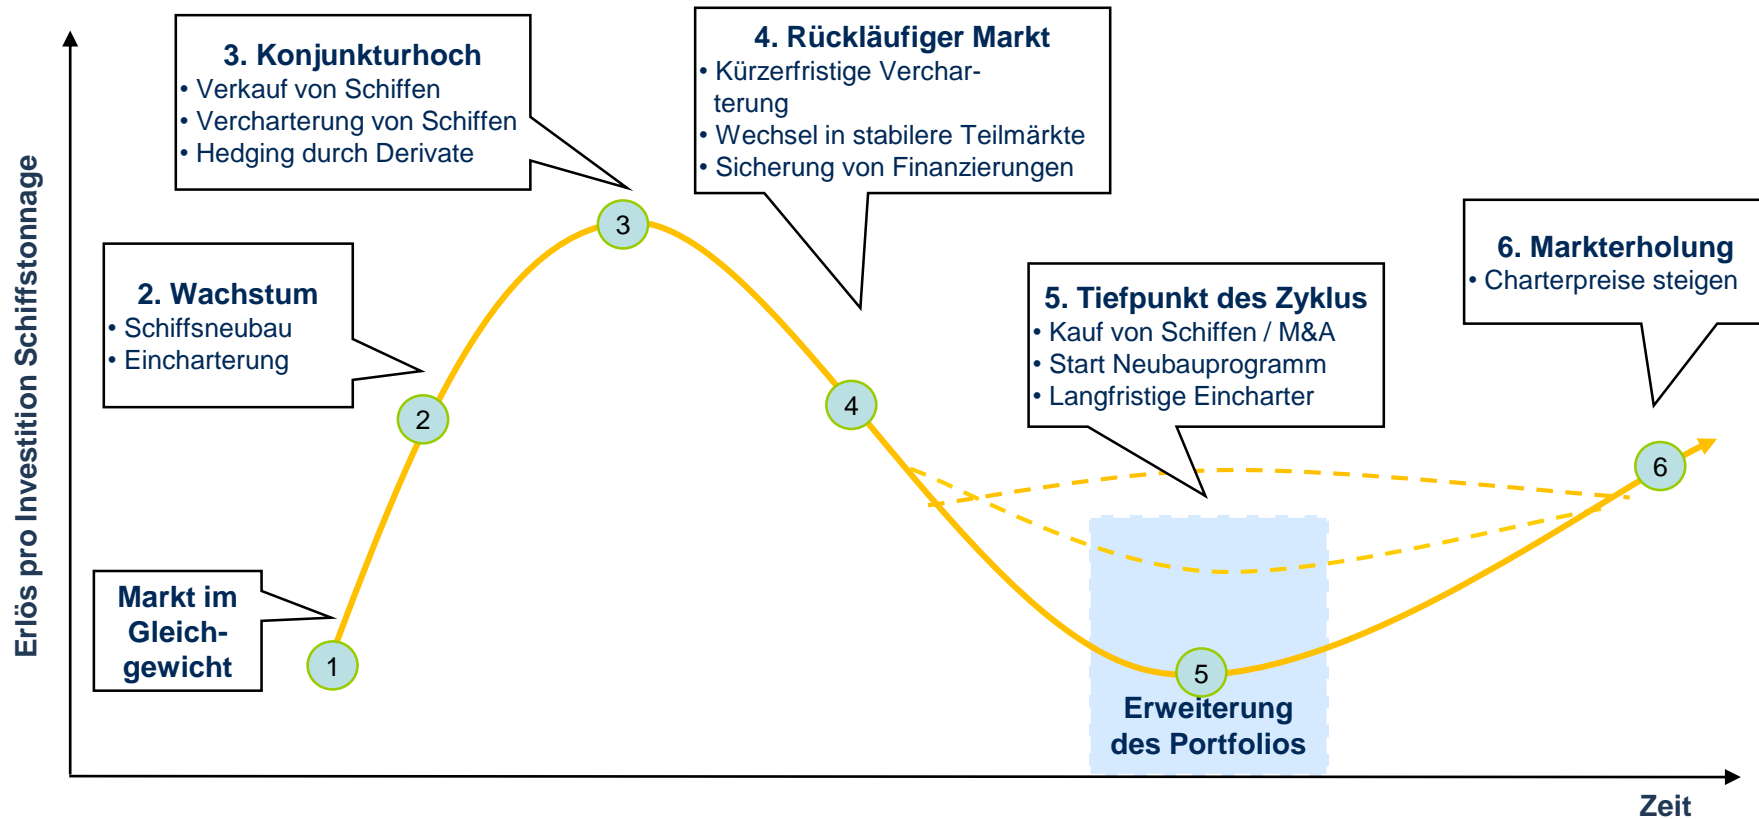 3. Konjunkturhoch
• Verkauf von Schiffen
• Vercharterung von Schiffen
• Hedging durch Derivate
4. Rückläufiger Markt
• Kürzerfristige Verchar-
terung
• Wechsel in stabilere Teilmärkte
• Sicherung von Finanzierungen
6. Markterholung
• Charterpreise steigen
2. Wachstum
• Schiffsneubau
• Eincharterung
5. Tiefpunkt des Zyklus
• Kauf von Schiffen / M&A
• Start Neubauprogramm
• Langfristige Eincharter
Markt im
Gleich-
gewicht
1
2
3
4
5
6
Erweiterung
des Portfolios
Erlös pro Investition Schiffstonnage
Zeit